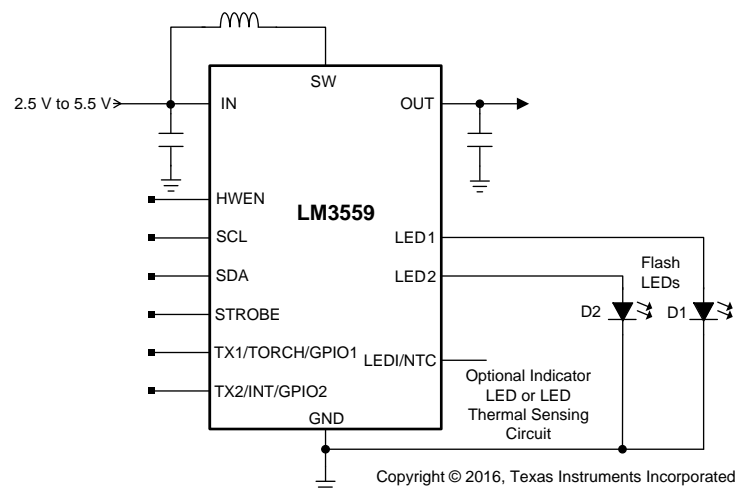 SW
2.5 V to 5.5 V
IN
OUT
HWEN
LM3559
SCL
LED1
SDA
LED2
Flash
LEDs
STROBE
D2
D1
TX1/TORCH/GPIO1
LEDI/NTC
Optional Indicator
LED or LED
Thermal Sensing
Circuit
TX2/INT/GPIO2
GND
Copyright © 2016, Texas Instruments Incorporated